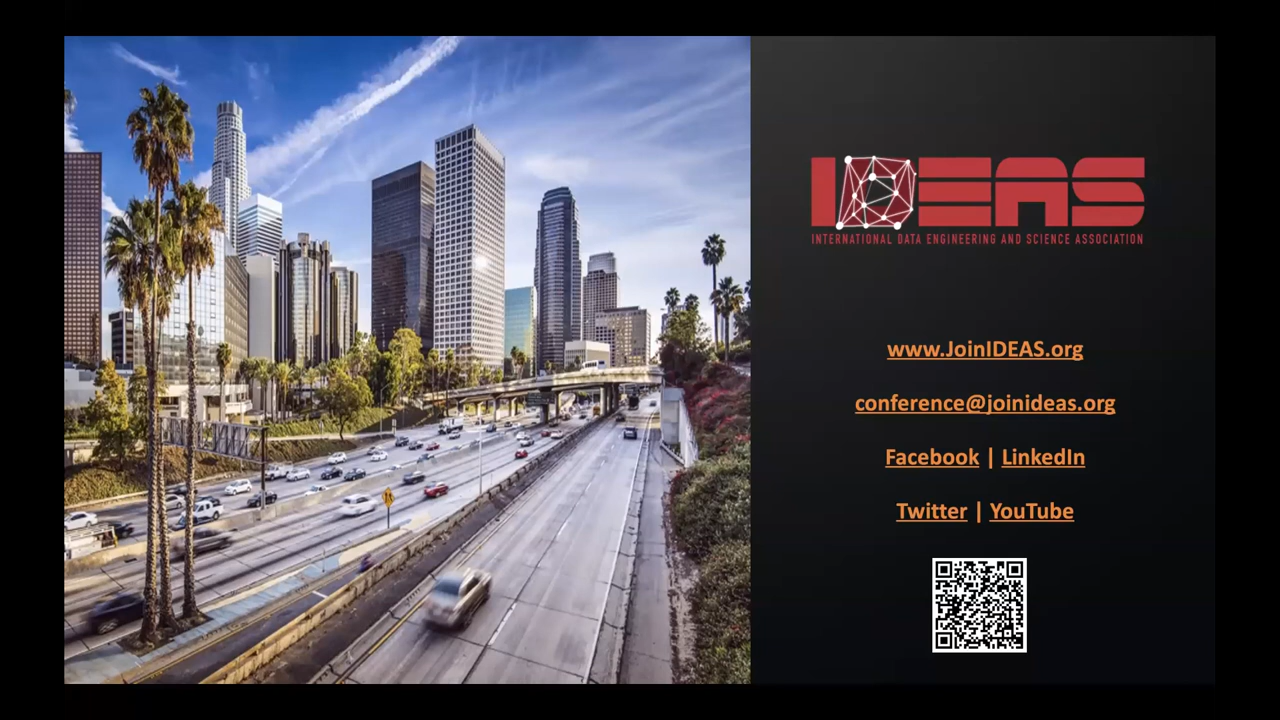 IDEAS
INTERNATIONAL DATA ENGINEERING AND SCIENCE ASSOCIATION
www.JoinIDEAS.org
conference@joinideas.org
Facebook | LinkedIn
Twitter | YouTube